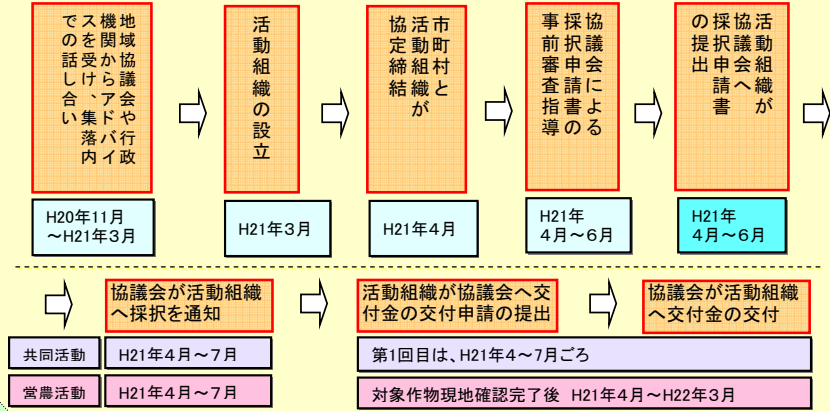 地域協議会や行政
機関からアドバイ
スを受け、集落内
での話し合い
活動組織の設立
市町村と
活動組織が
協定締結
協議会による
採択申請書の
事前審査指導
活動組織が
協議会へ
採択申請書
の提出
H20年11月
～H21年3月
H21年3月
H21年4月
H21年
4月～6月
H21年
4月～6月
協議会が活動組織
へ採択を通知
活動組織が協議会へ交
付金の交付申請の提出
協議会が活動組織
へ交付金の交付
共同活動
H21年4月～7月
第1回目は、H21年4～7月ごろ
営農活動
H21年4月～7月
対象作物現地確認完了後 H21年4月～H22年3月